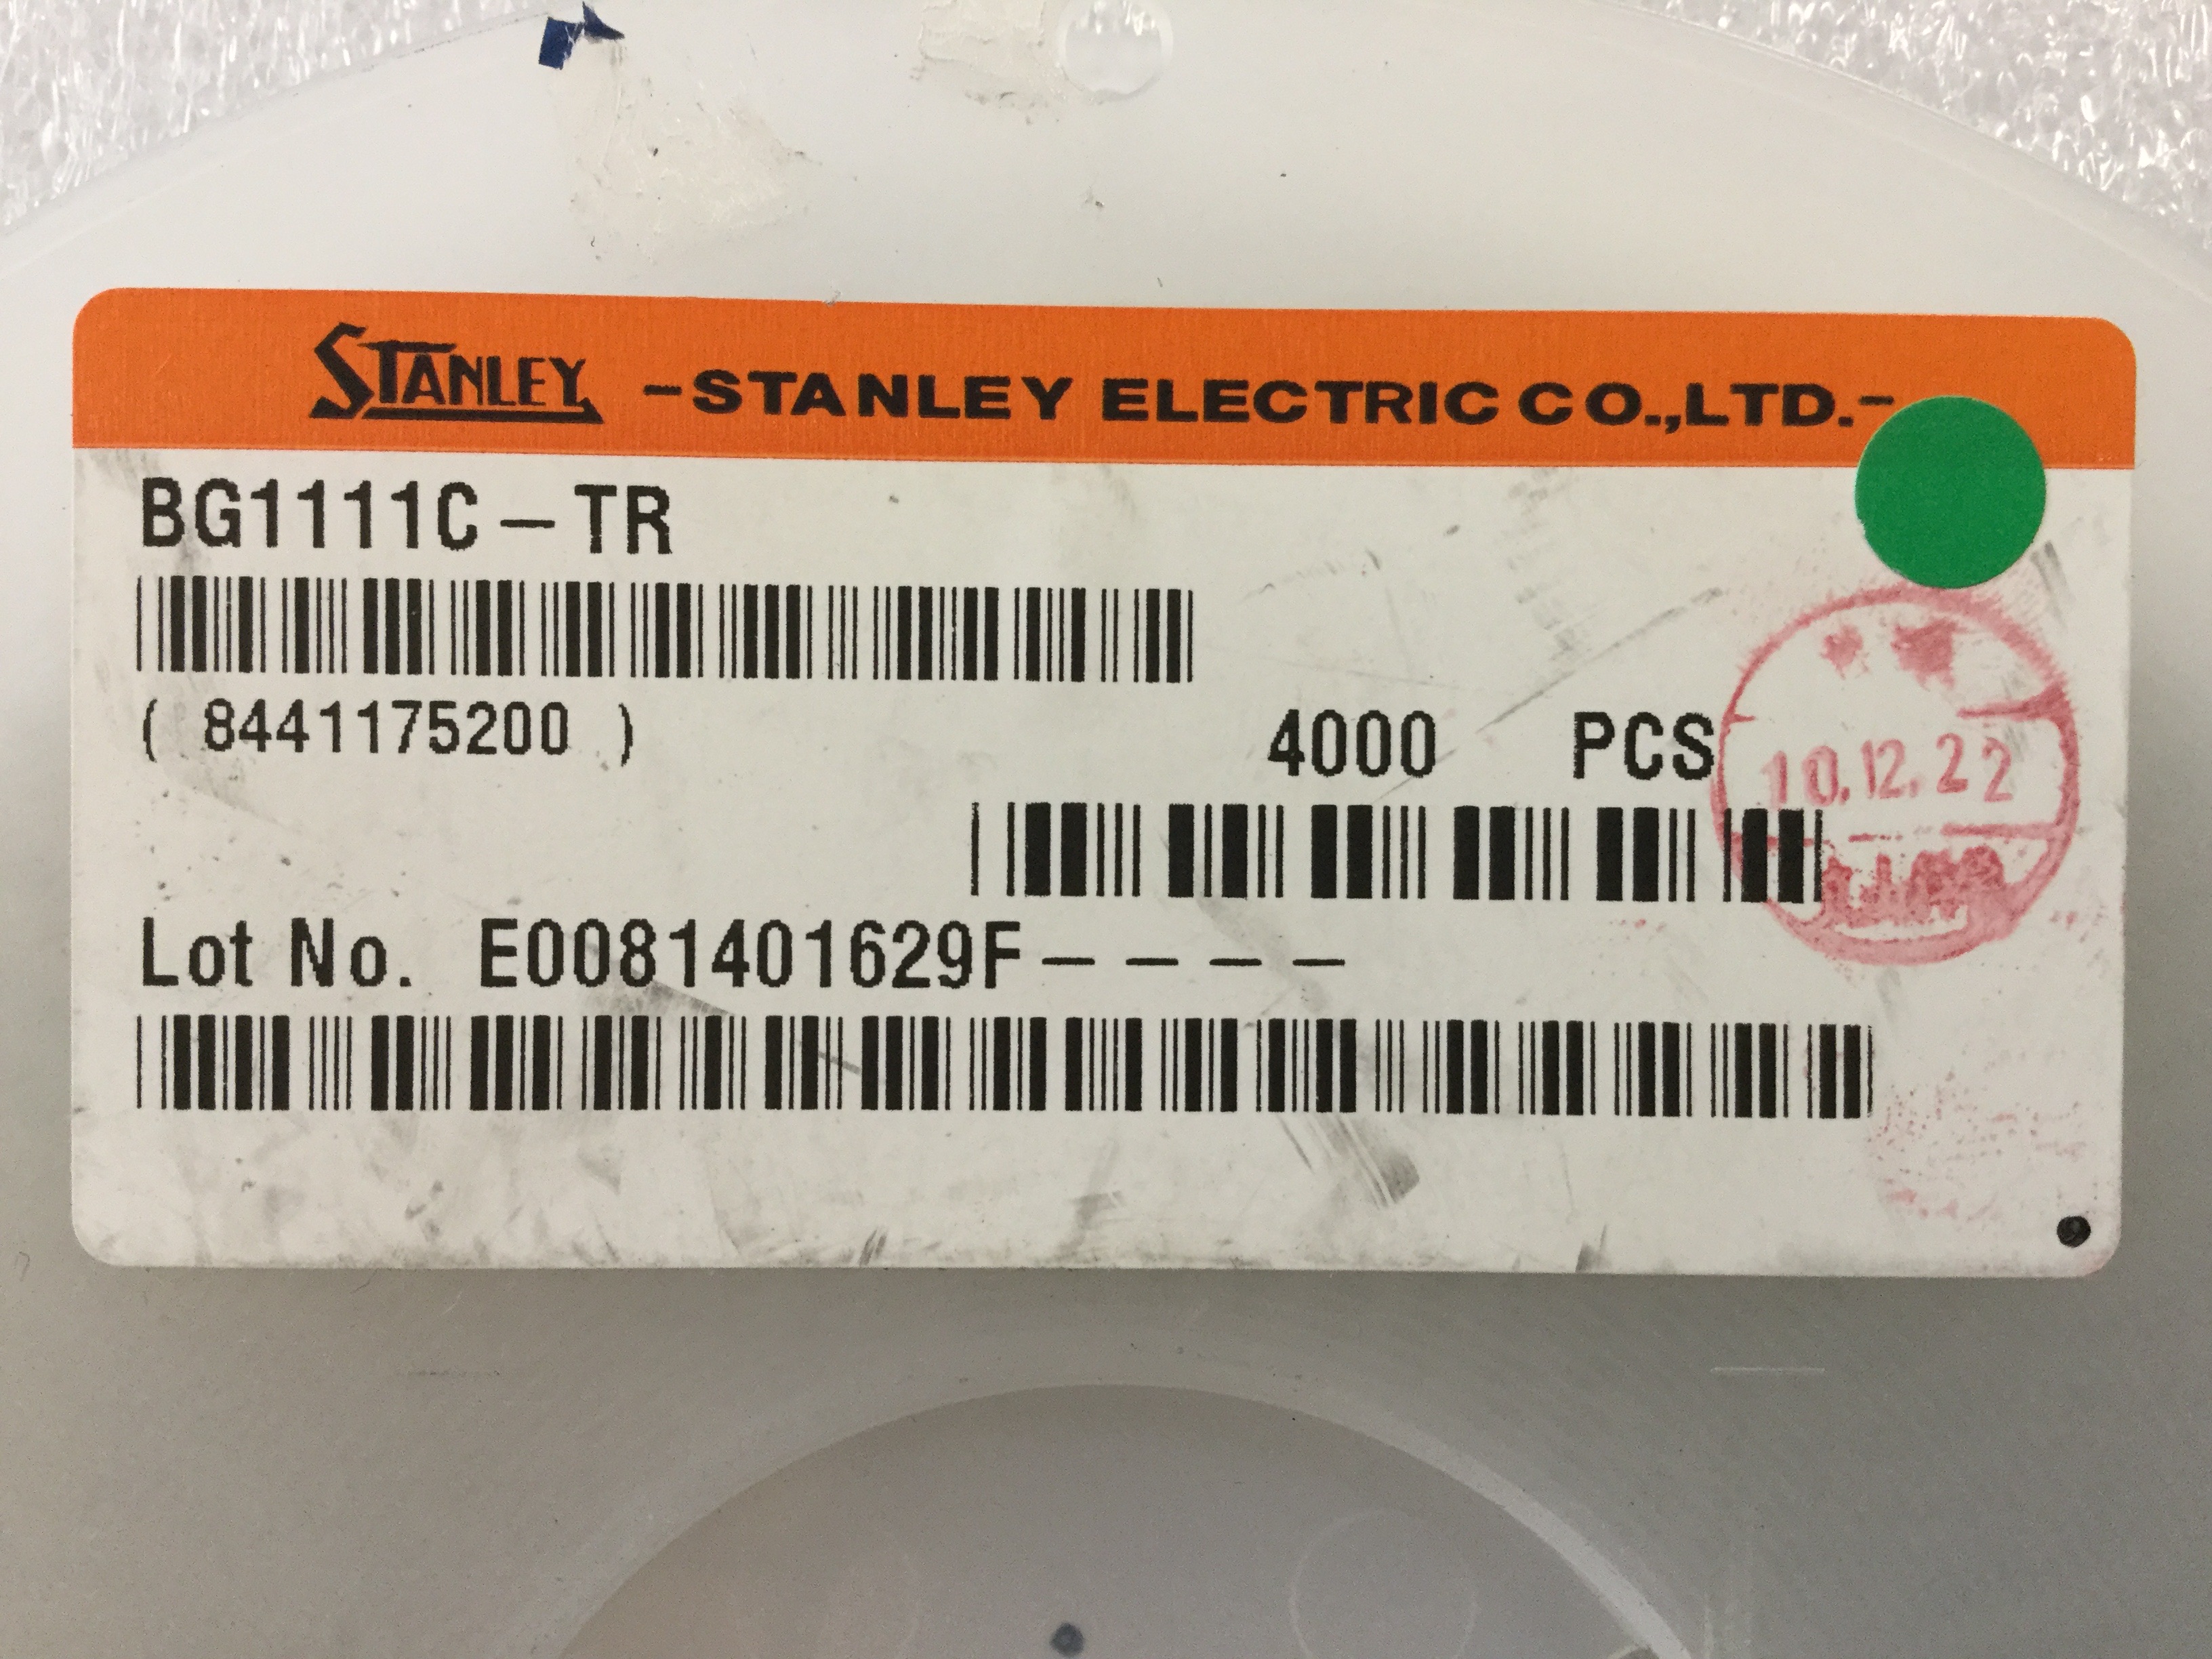 STANLEY -STANLEY ELECTRIC CO.,LTD.-
BG1111C-TR
( 8441175200 )
4000 PCS
10.12.22
Lot No. E0081401629F----